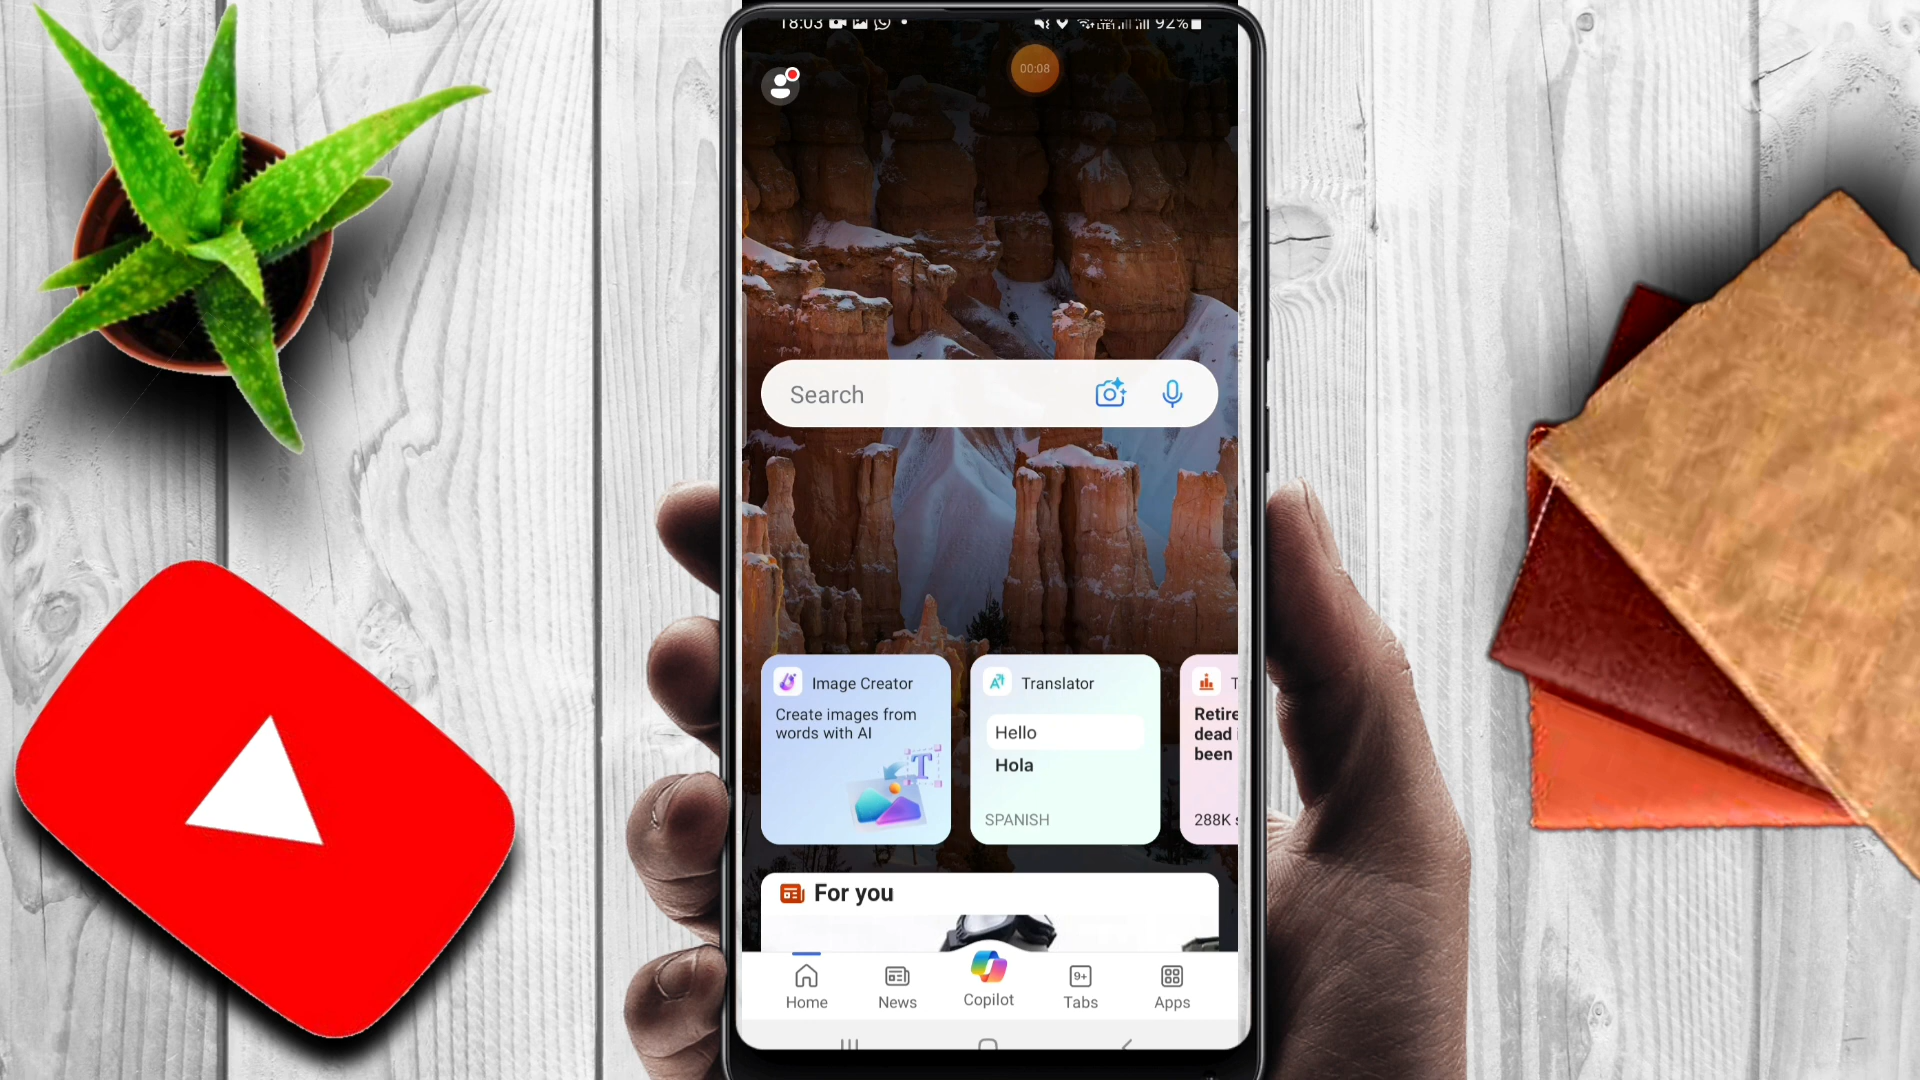 18:03
92%
00:08
Search
Image Creator
Create images from
words with AI
Translator
Hello
Hola
SPANISH
T
Retire
dead
been
288K
For you
9+
Home
News
Copilot
Tabs
Apps